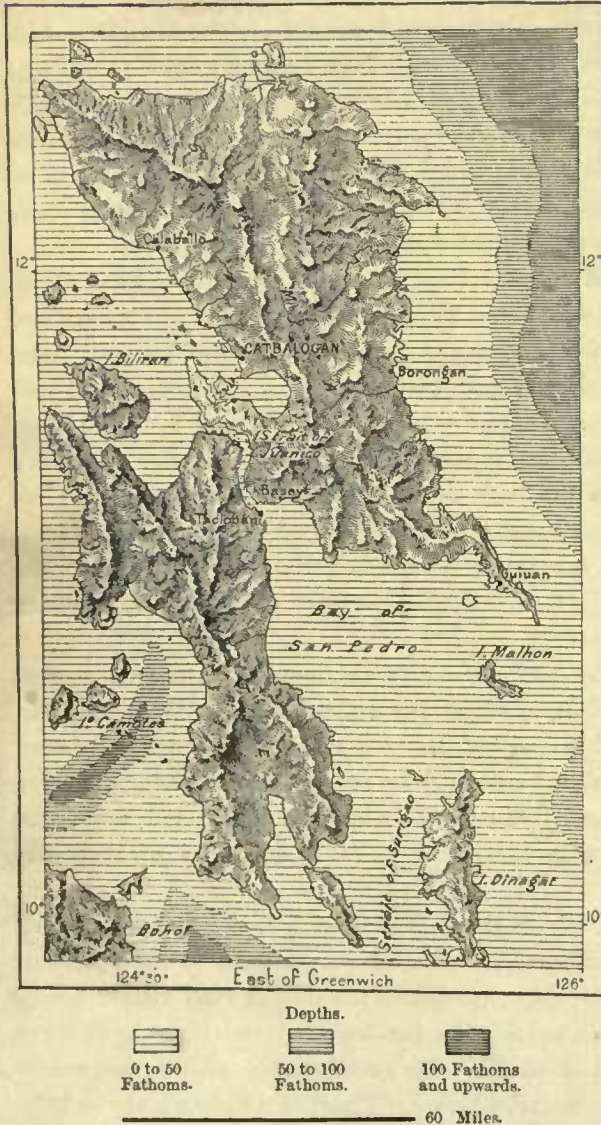 Calaballo
12°
12°
I. Biliran
CATBALOGAN
Borongan
Strait of
Juanico
Basey
Tacloban
Quiuan
Bay of
San Pedro
I. Malhon
Iˢ Camotes
Strait of Surigao
I. Dinagat
10°
10
Bohol
124°30°
East of Greenwich
126°
Depths.
0 to 50
Fathoms.
50 to 100
Fathoms.
100 Fathoms
and upwards.
60 Miles.